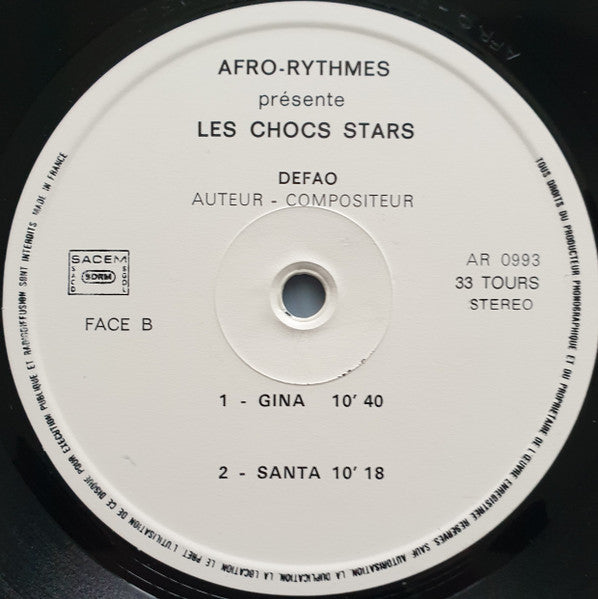 AFRO-RYTHMES
présente
LES CHOCS STARS
DEFAO
AUTEUR - COMPOSITEUR
SACEM
SACD
SDRM
SGDL
AR 0993
33 TOURS
STEREO
FACE B
1 - GINA 10' 40
2 - SANTA 10' 18
TOUS DROITS DU PRODUCTEUR PHONOGRAPHIQUE ET DU PROPRIETAIRE DE L'ŒUVRE ENREGISTREE RESERVES SAUF AUTORISATION LA DUPLICATION LA LOCATION LE PRET L'UTILISATION DE CE DISQUE POUR EXECUTION PUBLIQUE ET RADIODIFFUSION SONT INTERDITS MADE IN FRANCE